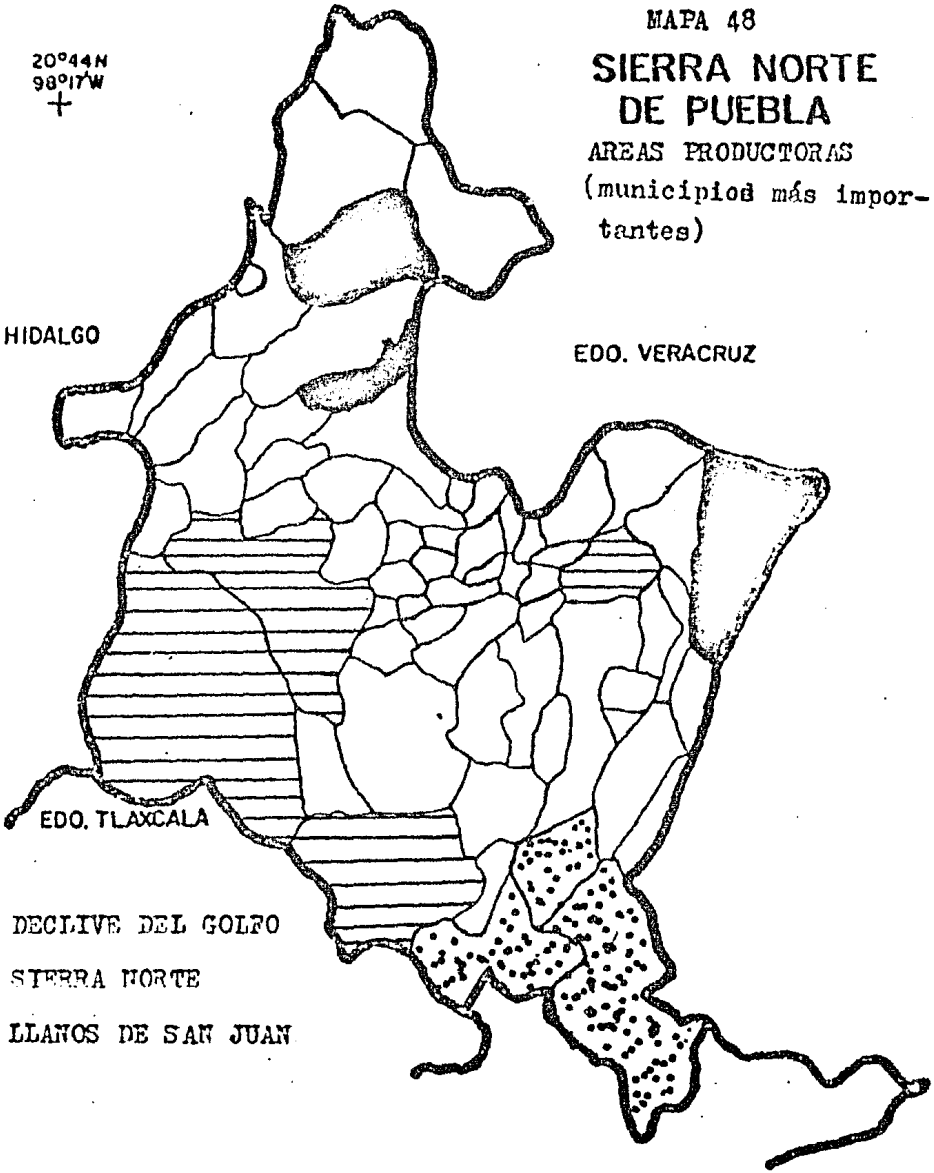 MAPA 48
SIERRA NORTE
DE PUEBLA
AREAS PRODUCTORAS
(municipiod más impor-
tantes)
20°44N
98°17'W
HIDALGO
EDO. VERACRUZ
EDO. TLAXCALA
DECLIVE DEL GOLFO
SIERRA NORTE
LLANOS DE SAN JUAN